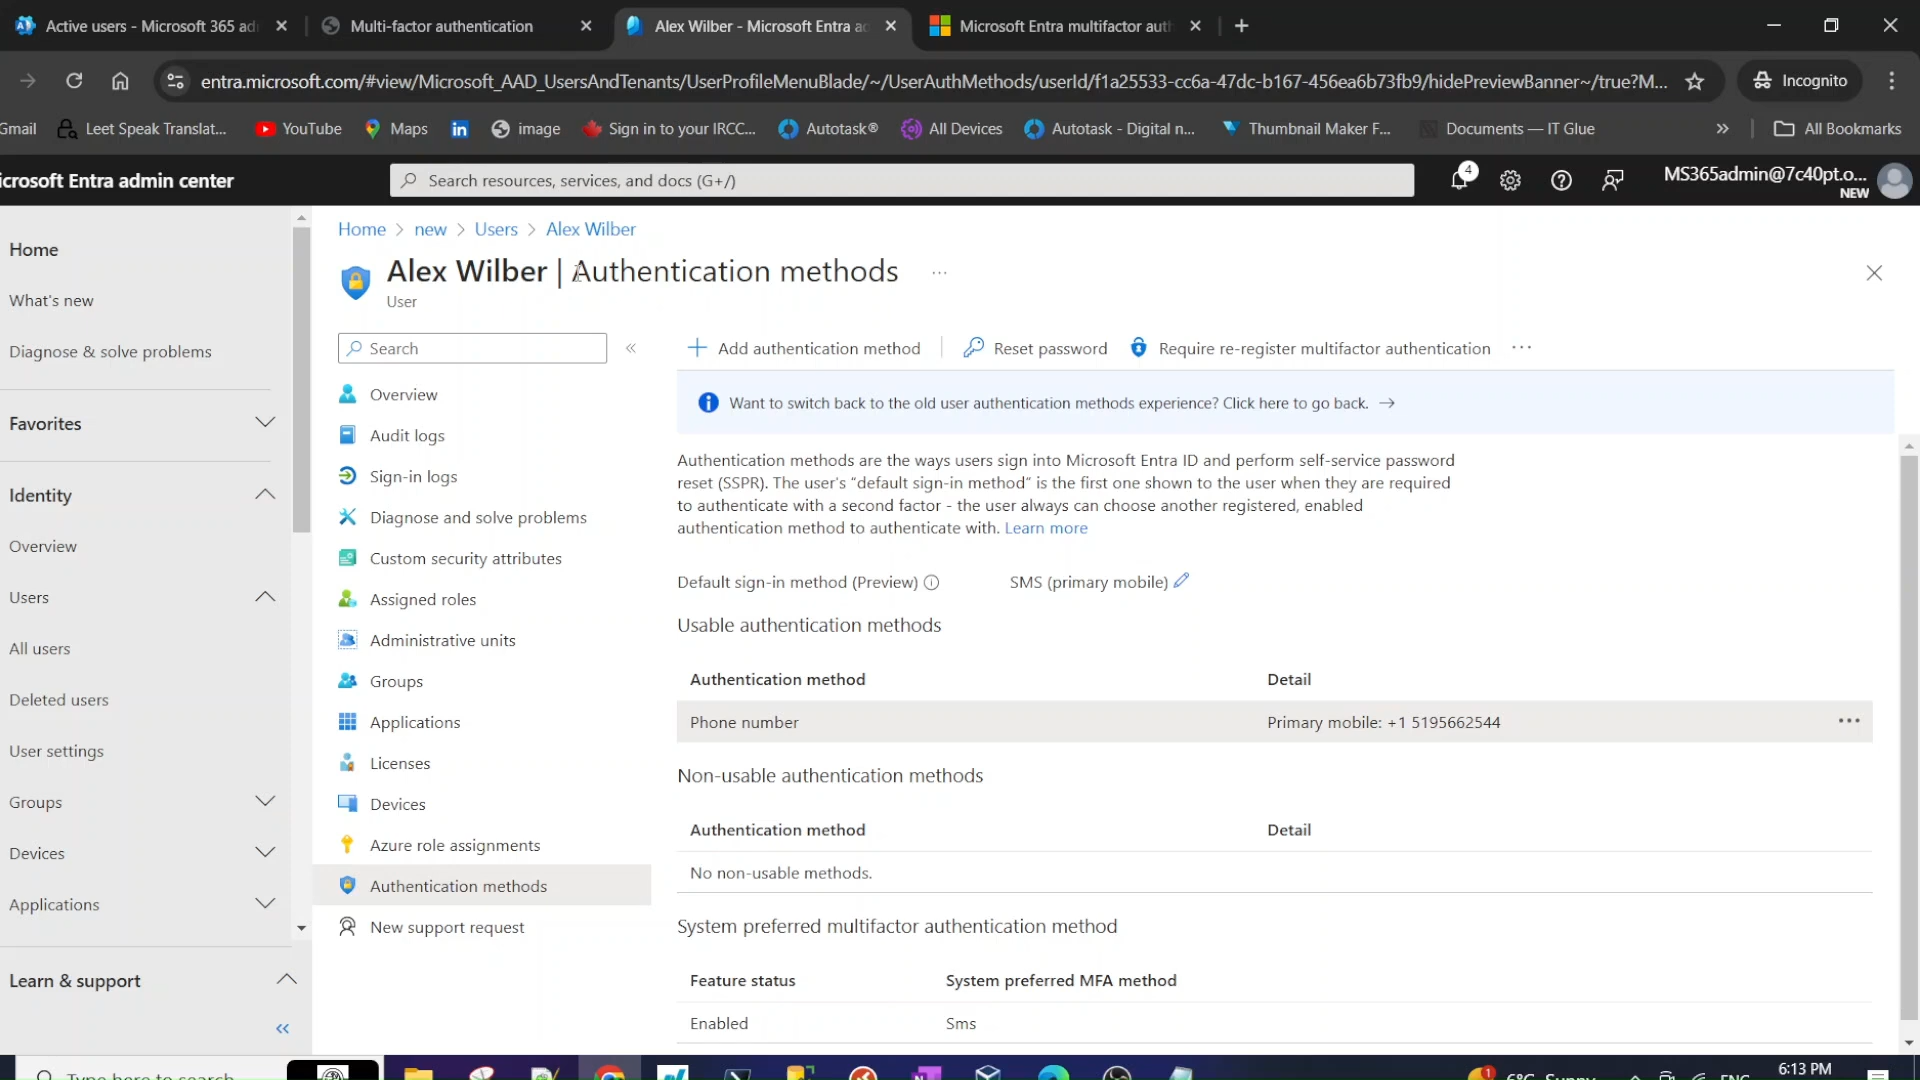 Active users - Microsoft 365 ad
Multi-factor authentication
Alex Wilber - Microsoft Entra ad
Microsoft Entra multifactor auth
entra.microsoft.com/#view/Microsoft_AAD_UsersAndTenants/UserProfileMenuBlade/~/UserAuthMethods/userId/f1a25533-cc6a-47dc-b167-456ea6b73fb9/hidePreviewBanner~/true?M...
Incognito
Gmail
Leet Speak Translat...
YouTube
Maps
image
Sign in to your IRCC...
Autotask®
All Devices
Autotask - Digital n...
Thumbnail Maker F...
Documents — IT Glue
All Bookmarks
icrosoft Entra admin center
Search resources, services, and docs (G+/)
4
MS365admin@7c40pt.o...
NEW
Home
What's new
Diagnose & solve problems
Favorites
Identity
Overview
Users
All users
Deleted users
User settings
Groups
Devices
Applications
Learn & support
Home > new > Users > Alex Wilber
Alex Wilber | Authentication methods ...
User
Search
Overview
Audit logs
Sign-in logs
Diagnose and solve problems
Custom security attributes
Assigned roles
Administrative units
Groups
Applications
Licenses
Devices
Azure role assignments
Authentication methods
New support request
Add authentication method
Reset password
Require re-register multifactor authentication
Want to switch back to the old user authentication methods experience? Click here to go back.
Authentication methods are the ways users sign into Microsoft Entra ID and perform self-service password
reset (SSPR). The user's "default sign-in method" is the first one shown to the user when they are required
to authenticate with a second factor - the user always can choose another registered, enabled
authentication method to authenticate with. Learn more
Default sign-in method (Preview) SMS (primary mobile)
Usable authentication methods
Authentication method Detail
Phone number Primary mobile: +1 5195662544
Non-usable authentication methods
Authentication method Detail
No non-usable methods.
System preferred multifactor authentication method
Feature status System preferred MFA method
Enabled Sms
Type here to search
1
6°C Sunny
ENG
6:13 PM